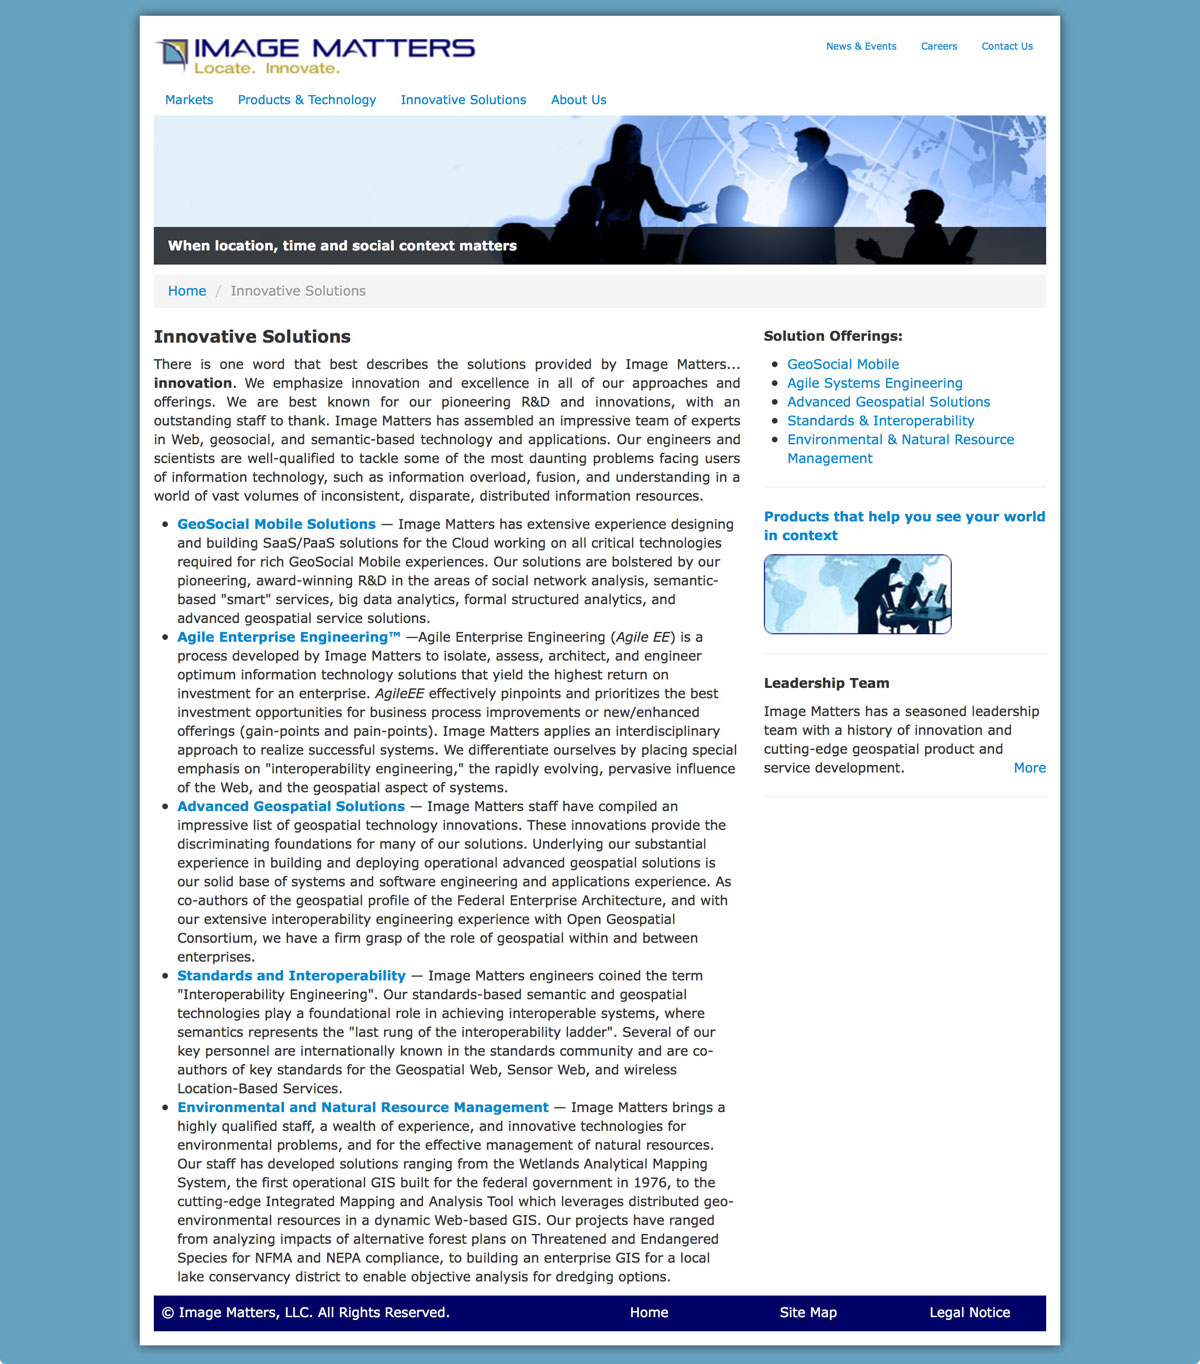 IMAGE MATTERS
Locate. Innovate.
News & Events Careers Contact Us
Markets Products & Technology Innovative Solutions About Us
When location, time and social context matters
Home / Innovative Solutions
Innovative Solutions
There is one word that best describes the solutions provided by Image Matters...
innovation. We emphasize innovation and excellence in all of our approaches and
offerings. We are best known for our pioneering R&D and innovations, with an
outstanding staff to thank. Image Matters has assembled an impressive team of experts
in Web, geosocial, and semantic-based technology and applications. Our engineers and
scientists are well-qualified to tackle some of the most daunting problems facing users
of information technology, such as information overload, fusion, and understanding in a
world of vast volumes of inconsistent, disparate, distributed information resources.
• GeoSocial Mobile Solutions — Image Matters has extensive experience designing
and building SaaS/PaaS solutions for the Cloud working on all critical technologies
required for rich GeoSocial Mobile experiences. Our solutions are bolstered by our
pioneering, award-winning R&D in the areas of social network analysis, semantic-
based "smart" services, big data analytics, formal structured analytics, and
advanced geospatial service solutions.
• Agile Enterprise Engineering™ —Agile Enterprise Engineering (Agile EE) is a
process developed by Image Matters to isolate, assess, architect, and engineer
optimum information technology solutions that yield the highest return on
investment for an enterprise. AgileEE effectively pinpoints and prioritizes the best
investment opportunities for business process improvements or new/enhanced
offerings (gain-points and pain-points). Image Matters applies an interdisciplinary
approach to realize successful systems. We differentiate ourselves by placing special
emphasis on "interoperability engineering," the rapidly evolving, pervasive influence
of the Web, and the geospatial aspect of systems.
• Advanced Geospatial Solutions — Image Matters staff have compiled an
impressive list of geospatial technology innovations. These innovations provide the
discriminating foundations for many of our solutions. Underlying our substantial
experience in building and deploying operational advanced geospatial solutions is
our solid base of systems and software engineering and applications experience. As
co-authors of the geospatial profile of the Federal Enterprise Architecture, and with
our extensive interoperability engineering experience with Open Geospatial
Consortium, we have a firm grasp of the role of geospatial within and between
enterprises.
• Standards and Interoperability — Image Matters engineers coined the term
"Interoperability Engineering". Our standards-based semantic and geospatial
technologies play a foundational role in achieving interoperable systems, where
semantics represents the "last rung of the interoperability ladder". Several of our
key personnel are internationally known in the standards community and are co-
authors of key standards for the Geospatial Web, Sensor Web, and wireless
Location-Based Services.
• Environmental and Natural Resource Management — Image Matters brings a
highly qualified staff, a wealth of experience, and innovative technologies for
environmental problems, and for the effective management of natural resources.
Our staff has developed solutions ranging from the Wetlands Analytical Mapping
System, the first operational GIS built for the federal government in 1976, to the
cutting-edge Integrated Mapping and Analysis Tool which leverages distributed geo-
environmental resources in a dynamic Web-based GIS. Our projects have ranged
from analyzing impacts of alternative forest plans on Threatened and Endangered
Species for NFMA and NEPA compliance, to building an enterprise GIS for a local
lake conservancy district to enable objective analysis for dredging options.
Solution Offerings:
• GeoSocial Mobile
• Agile Systems Engineering
• Advanced Geospatial Solutions
• Standards & Interoperability
• Environmental & Natural Resource
Management
Products that help you see your world
in context
Leadership Team
Image Matters has a seasoned leadership
team with a history of innovation and
cutting-edge geospatial product and
service development. More
© Image Matters, LLC. All Rights Reserved. Home Site Map Legal Notice